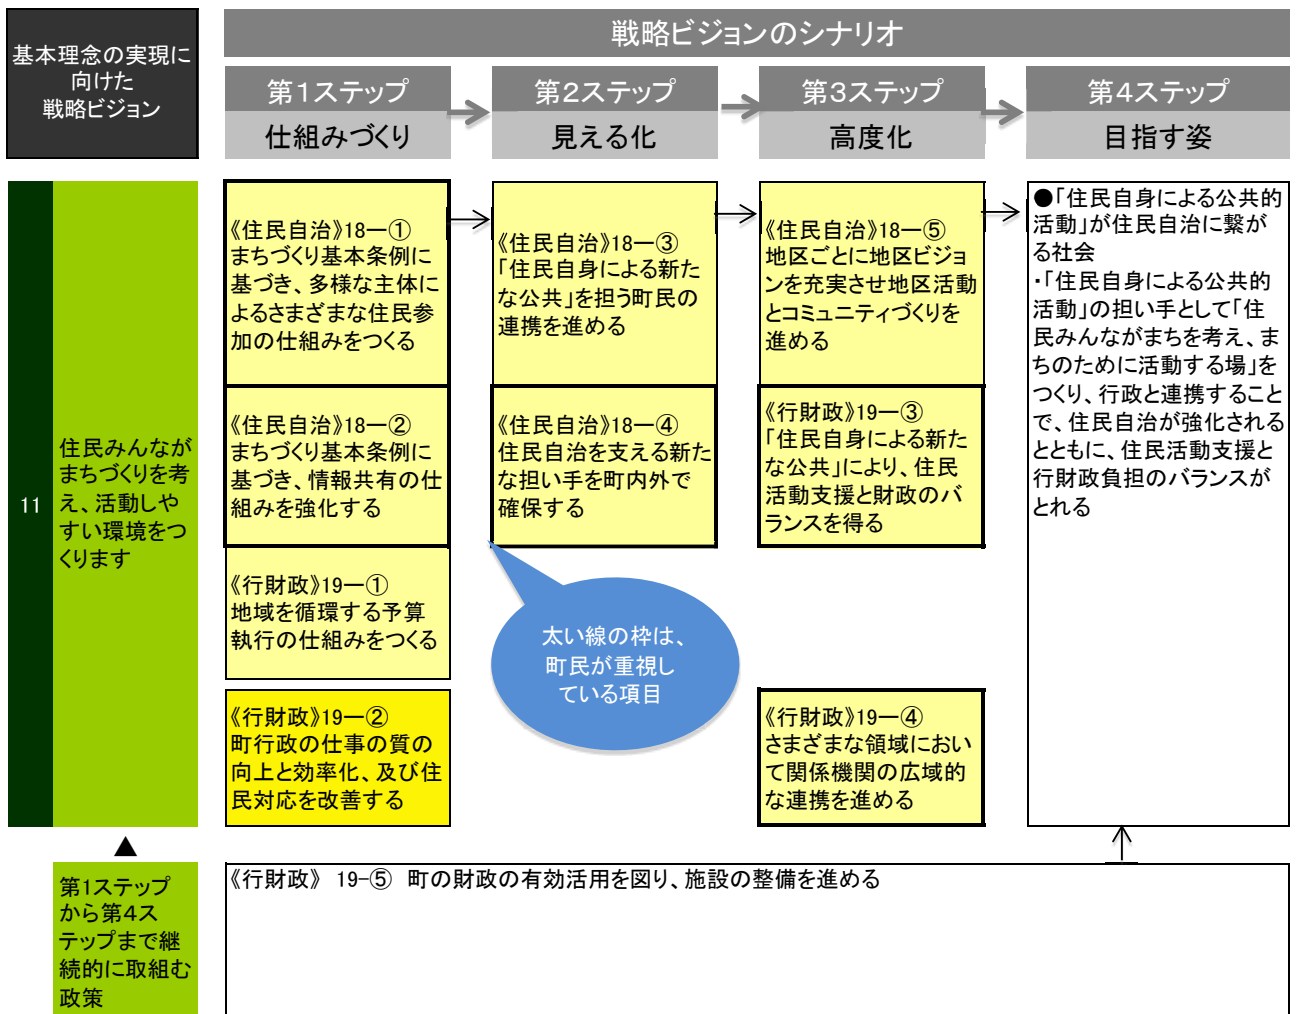 基本理念の実現に
向けた
戦略ビジョン
戦略ビジョンのシナリオ
第1ステップ
仕組みづくり
第2ステップ
見える化
第3ステップ
高度化
第4ステップ
目指す姿
11
住民みんなが
まちづくりを考
え、活動しや
すい環境をつ
くります
《住民自治》18―①
まちづくり基本条例に
基づき、多様な主体に
よるさまざまな住民参
加の仕組みをつくる
《住民自治》18―②
まちづくり基本条例に
基づき、情報共有の仕
組みを強化する
《行財政》19―①
地域を循環する予算
執行の仕組みをつくる
《行財政》19―②
町行政の仕事の質の
向上と効率化、及び住
民対応を改善する
《住民自治》18―③
「住民自身による新た
な公共」を担う町民の
連携を進める
《住民自治》18―④
住民自治を支える新た
な担い手を町内外で
確保する
太い線の枠は、
町民が重視し
ている項目
《住民自治》18―⑤
地区ごとに地区ビジョ
ンを充実させ地区活動
とコミュニティづくりを
進める
《行財政》19―③
「住民自身による新た
な公共」により、住民
活動支援と財政のバ
ランスを得る
《行財政》19―④
さまざまな領域におい
て関係機関の広域的
な連携を進める
●「住民自身による公共的
活動」が住民自治に繋が
る社会
・「住民自身による公共的
活動」の担い手として「住
民みんながまちを考え、ま
ちのために活動する場」を
つくり、行政と連携すること
で、住民自治が強化される
とともに、住民活動支援と
行財政負担のバランスが
とれる
▲
第1ステップ
から第4ス
テップまで継
続的に取組む
政策
《行財政》 19-⑤ 町の財政の有効活用を図り、施設の整備を進める